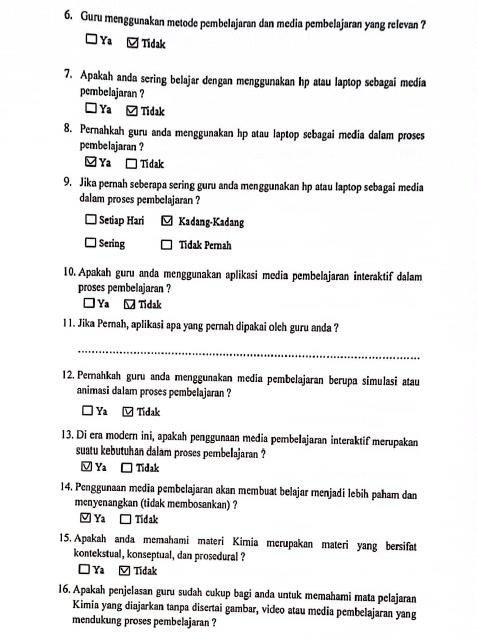 6. Guru menggunakan metode pembelajaran dan media pembelajaran yang relevan ?
☐ Ya ☑ Tidak
7. Apakah anda sering belajar dengan menggunakan hp atau laptop sebagai media
pembelajaran ?
☐ Ya ☑ Tidak
8. Pernahkah guru anda menggunakan hp atau laptop sebagai media dalam proses
pembelajaran ?
☑ Ya ☐ Tidak
9. Jika pernah seberapa sering guru anda menggunakan hp atau laptop sebagai media
dalam proses pembelajaran ?
☐ Setiap Hari ☑ Kadang-Kadang
☐ Sering ☐ Tidak Pernah
10. Apakah guru anda menggunakan aplikasi media pembelajaran interaktif dalam
proses pembelajaran ?
☐ Ya ☑ Tidak
11. Jika Pernah, aplikasi apa yang pernah dipakai oleh guru anda ?
..........................................................................................
12. Pernahkah guru anda menggunakan media pembelajaran berupa simulasi atau
animasi dalam proses pembelajaran ?
☐ Ya ☑ Tidak
13. Di era modern ini, apakah penggunaan media pembelajaran interaktif merupakan
suatu kebutuhan dalam proses pembelajaran ?
☑ Ya ☐ Tidak
14. Penggunaan media pembelajaran akan membuat belajar menjadi lebih paham dan
menyenangkan (tidak membosankan) ?
☑ Ya ☐ Tidak
15. Apakah anda memahami materi Kimia merupakan materi yang bersifat
kontekstual, konseptual, dan prosedural ?
☐ Ya ☑ Tidak
16. Apakah penjelasan guru sudah cukup bagi anda untuk memahami mata pelajaran
Kimia yang diajarkan tanpa disertai gambar, video atau media pembelajaran yang
mendukung proses pembelajaran ?